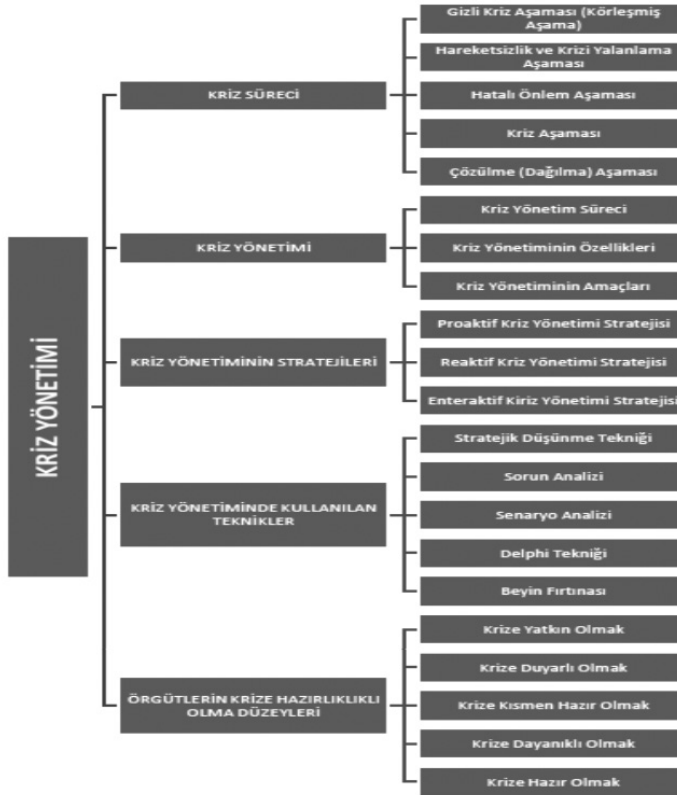 KRİZ YÖNETİMİ
KRİZ SÜRECİ
Gizli Kriz Aşaması (Körleşmiş
Aşama)
Hareketsizlik ve Krizi Yalanlama
Aşaması
Hatalı Önlem Aşaması
Kriz Aşaması
Çözülme (Dağılma) Aşaması
KRİZ YÖNETİMİ
Kriz Yönetim Süreci
Kriz Yönetiminin Özellikleri
Kriz Yönetiminin Amaçları
KRİZ YÖNETİMİNİN STRATEJİLERİ
Proaktif Kriz Yönetimi Stratejisi
Reaktif Kriz Yönetimi Stratejisi
Enteraktif Kiriz Yönetimi Stratejisi
KRİZ YÖNETİMİNDE KULLANILAN
TEKNİKLER
Stratejik Düşünme Tekniği
Sorun Analizi
Senaryo Analizi
Delphi Tekniği
Beyin Fırtınası
ÖRGÜTLERİN KRİZE HAZIRLIKLIKLI
OLMA DÜZEYLERİ
Krize Yatkın Olmak
Krize Duyarlı Olmak
Krize Kısmen Hazır Olmak
Krize Dayanıklı Olmak
Krize Hazır Olmak